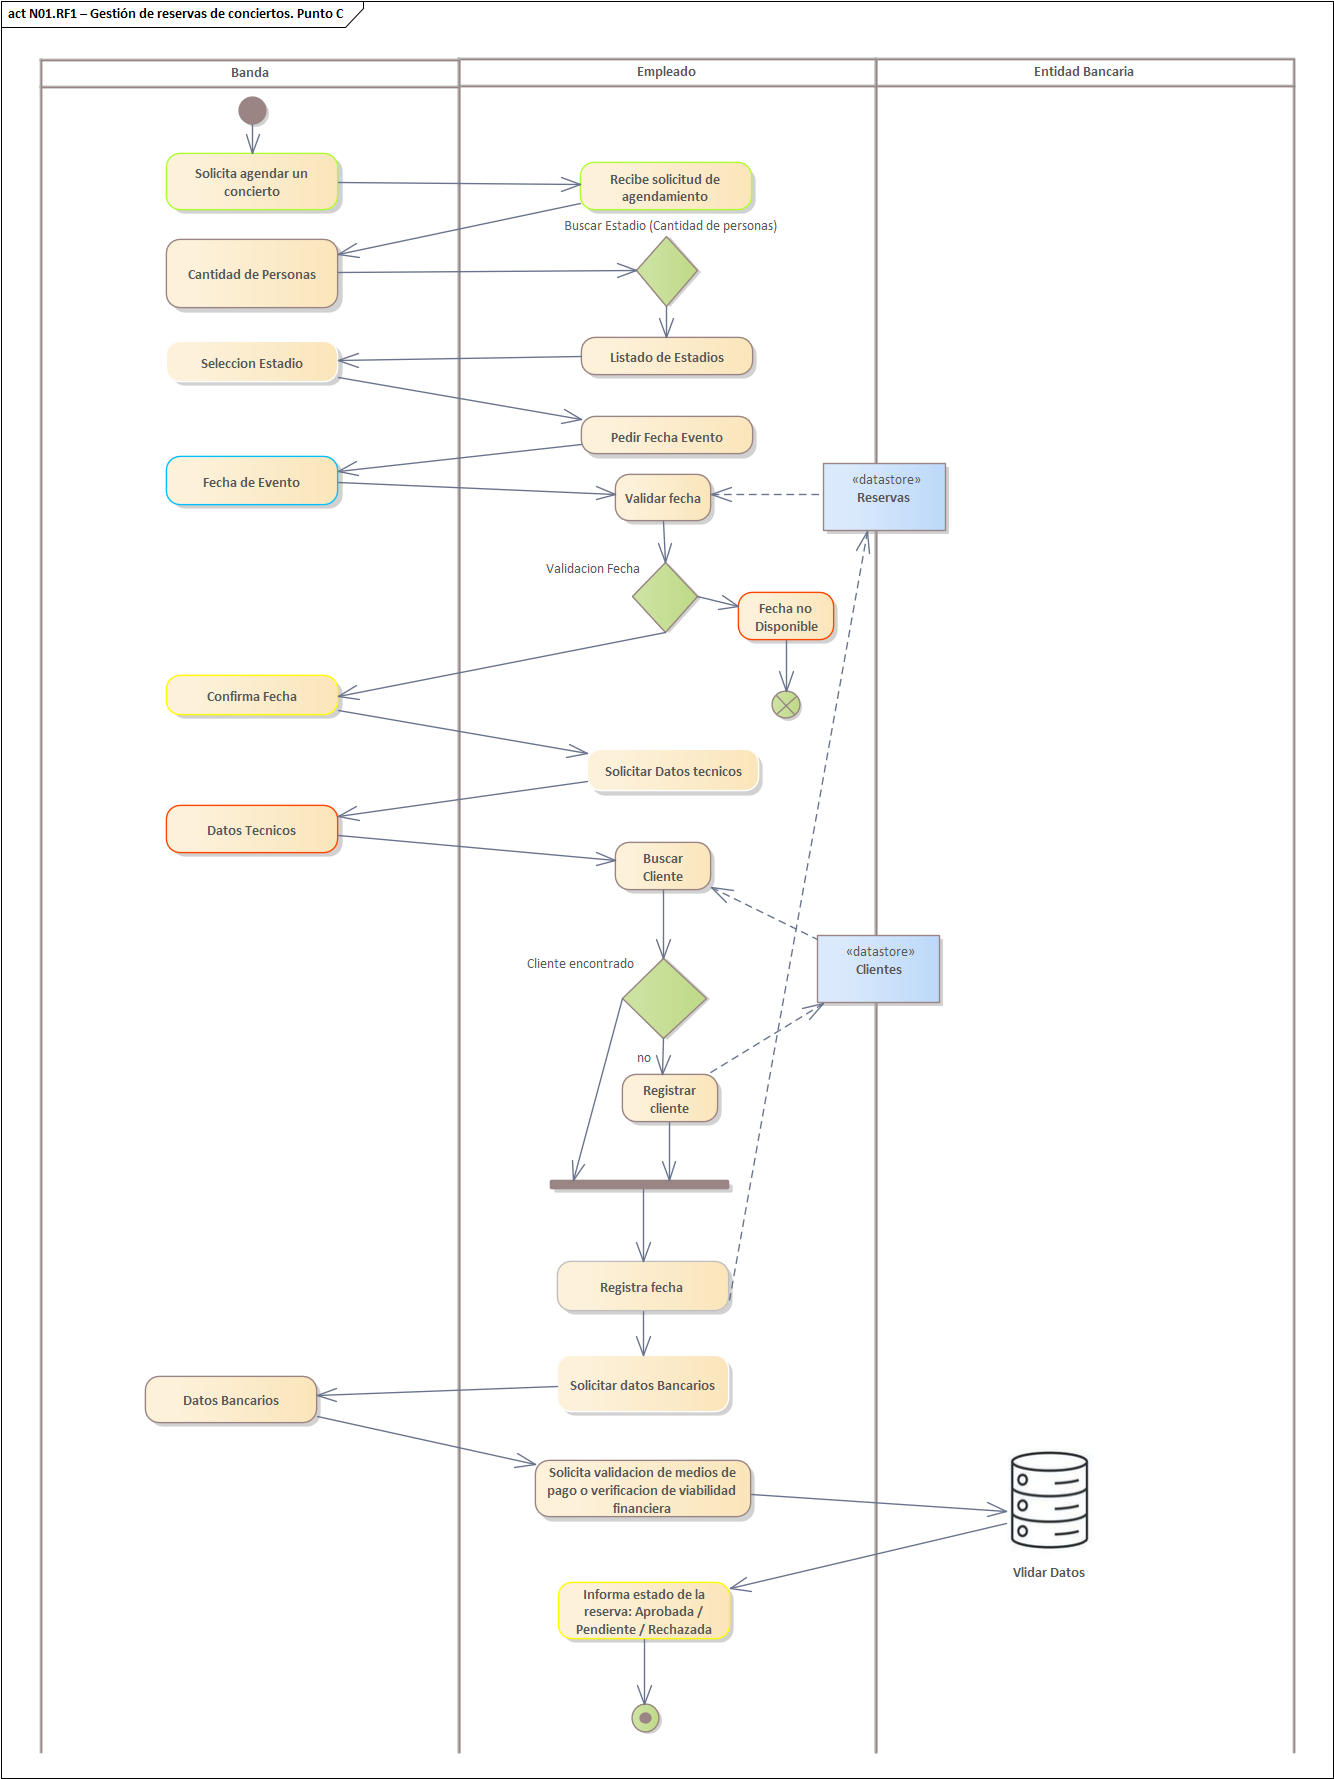 act N01.RF1 – Gestión de reservas de conciertos. Punto C
Banda
Empleado
Entidad Bancaria
Solicita agendar un
concierto
Recibe solicitud de
agendamiento
Buscar Estadio (Cantidad de personas)
Cantidad de Personas
Listado de Estadios
Seleccion Estadio
Pedir Fecha Evento
Fecha de Evento
Validar fecha
«datastore»
Reservas
Validacion Fecha
Fecha no
Disponible
Confirma Fecha
Solicitar Datos tecnicos
Datos Tecnicos
Buscar
Cliente
«datastore»
Clientes
Cliente encontrado
no
Registrar
cliente
Registra fecha
Solicitar datos Bancarios
Datos Bancarios
Solicita validacion de medios de
pago o verificacion de viabilidad
financiera
Vlidar Datos
Informa estado de la
reserva: Aprobada /
Pendiente / Rechazada